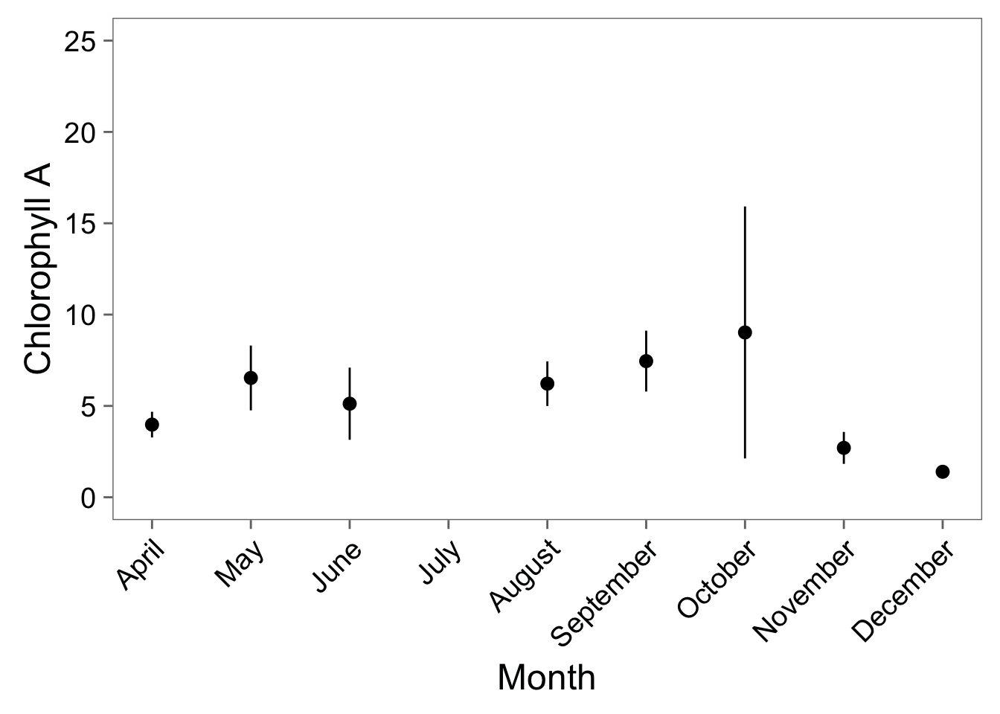 Chlorophyll A
25
20
15
10
5
0
April
May
June
July
August
September
October
November
December
Month